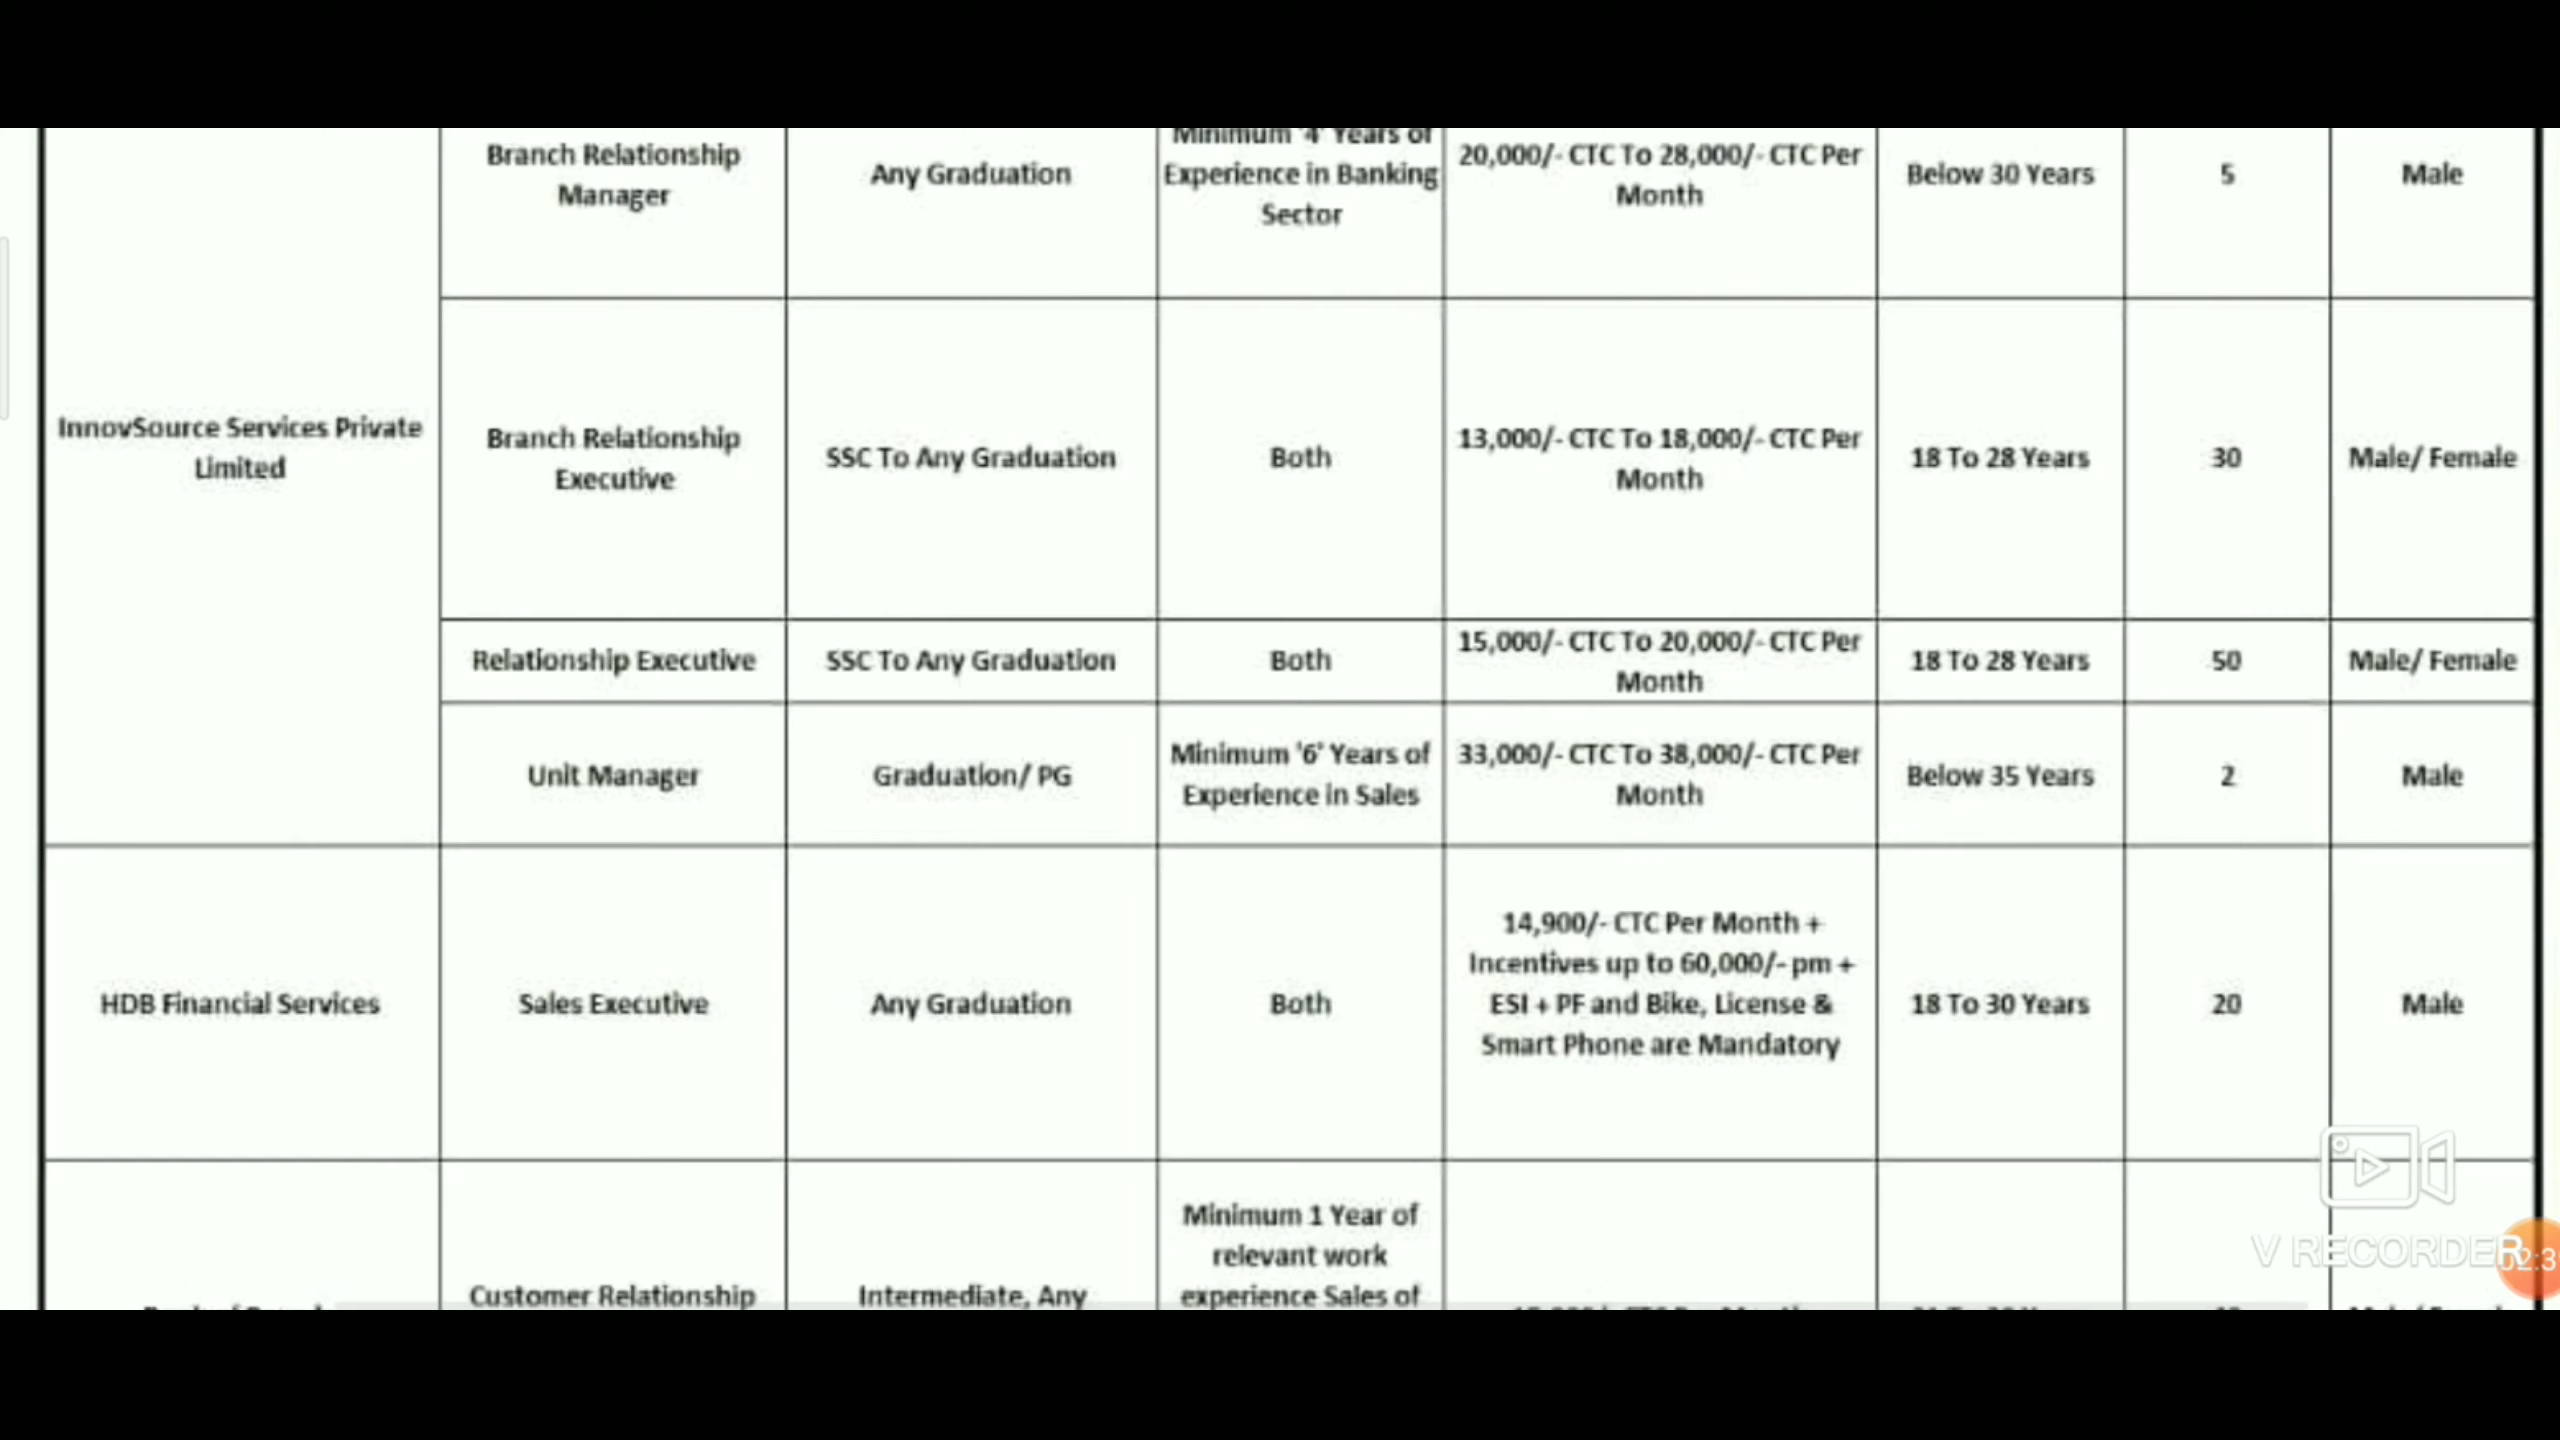 Branch Relationship
Manager
Any Graduation
Minimum '4' Years of
Experience in Banking
Sector
20,000/- CTC To 28,000/- CTC Per
Month
Below 30 Years
5
Male
InnovSource Services Private
Limited
Branch Relationship
Executive
SSC To Any Graduation
Both
13,000/- CTC To 18,000/- CTC Per
Month
18 To 28 Years
30
Male/ Female
Relationship Executive
SSC To Any Graduation
Both
15,000/- CTC To 20,000/- CTC Per
Month
18 To 28 Years
50
Male/ Female
Unit Manager
Graduation/ PG
Minimum '6' Years of
Experience in Sales
33,000/- CTC To 38,000/- CTC Per
Month
Below 35 Years
2
Male
HDB Financial Services
Sales Executive
Any Graduation
Both
14,900/- CTC Per Month +
Incentives up to 60,000/- pm +
ESI + PF and Bike, License &
Smart Phone are Mandatory
18 To 30 Years
20
Male
Customer Relationship
Intermediate, Any
Minimum 1 Year of
relevant work
experience Sales of
V RECORDER
02:3